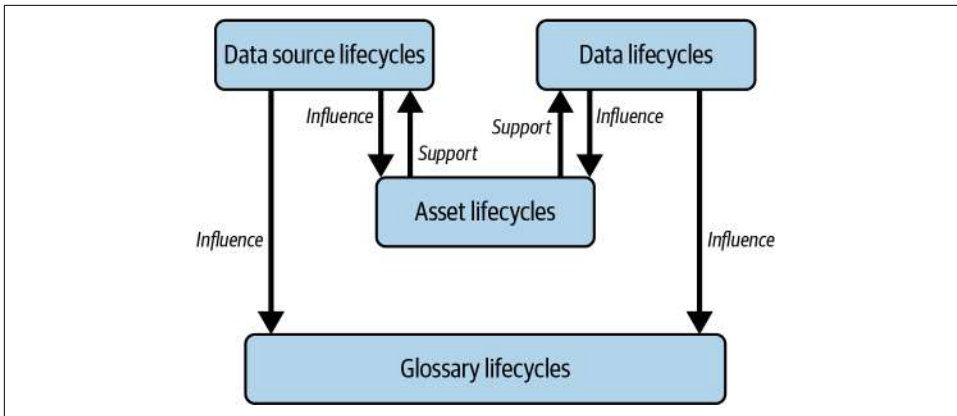 Data source lifecycles
Data lifecycles
Influence
Support
Support
Influence
Asset lifecycles
Influence
Influence
Glossary lifecycles